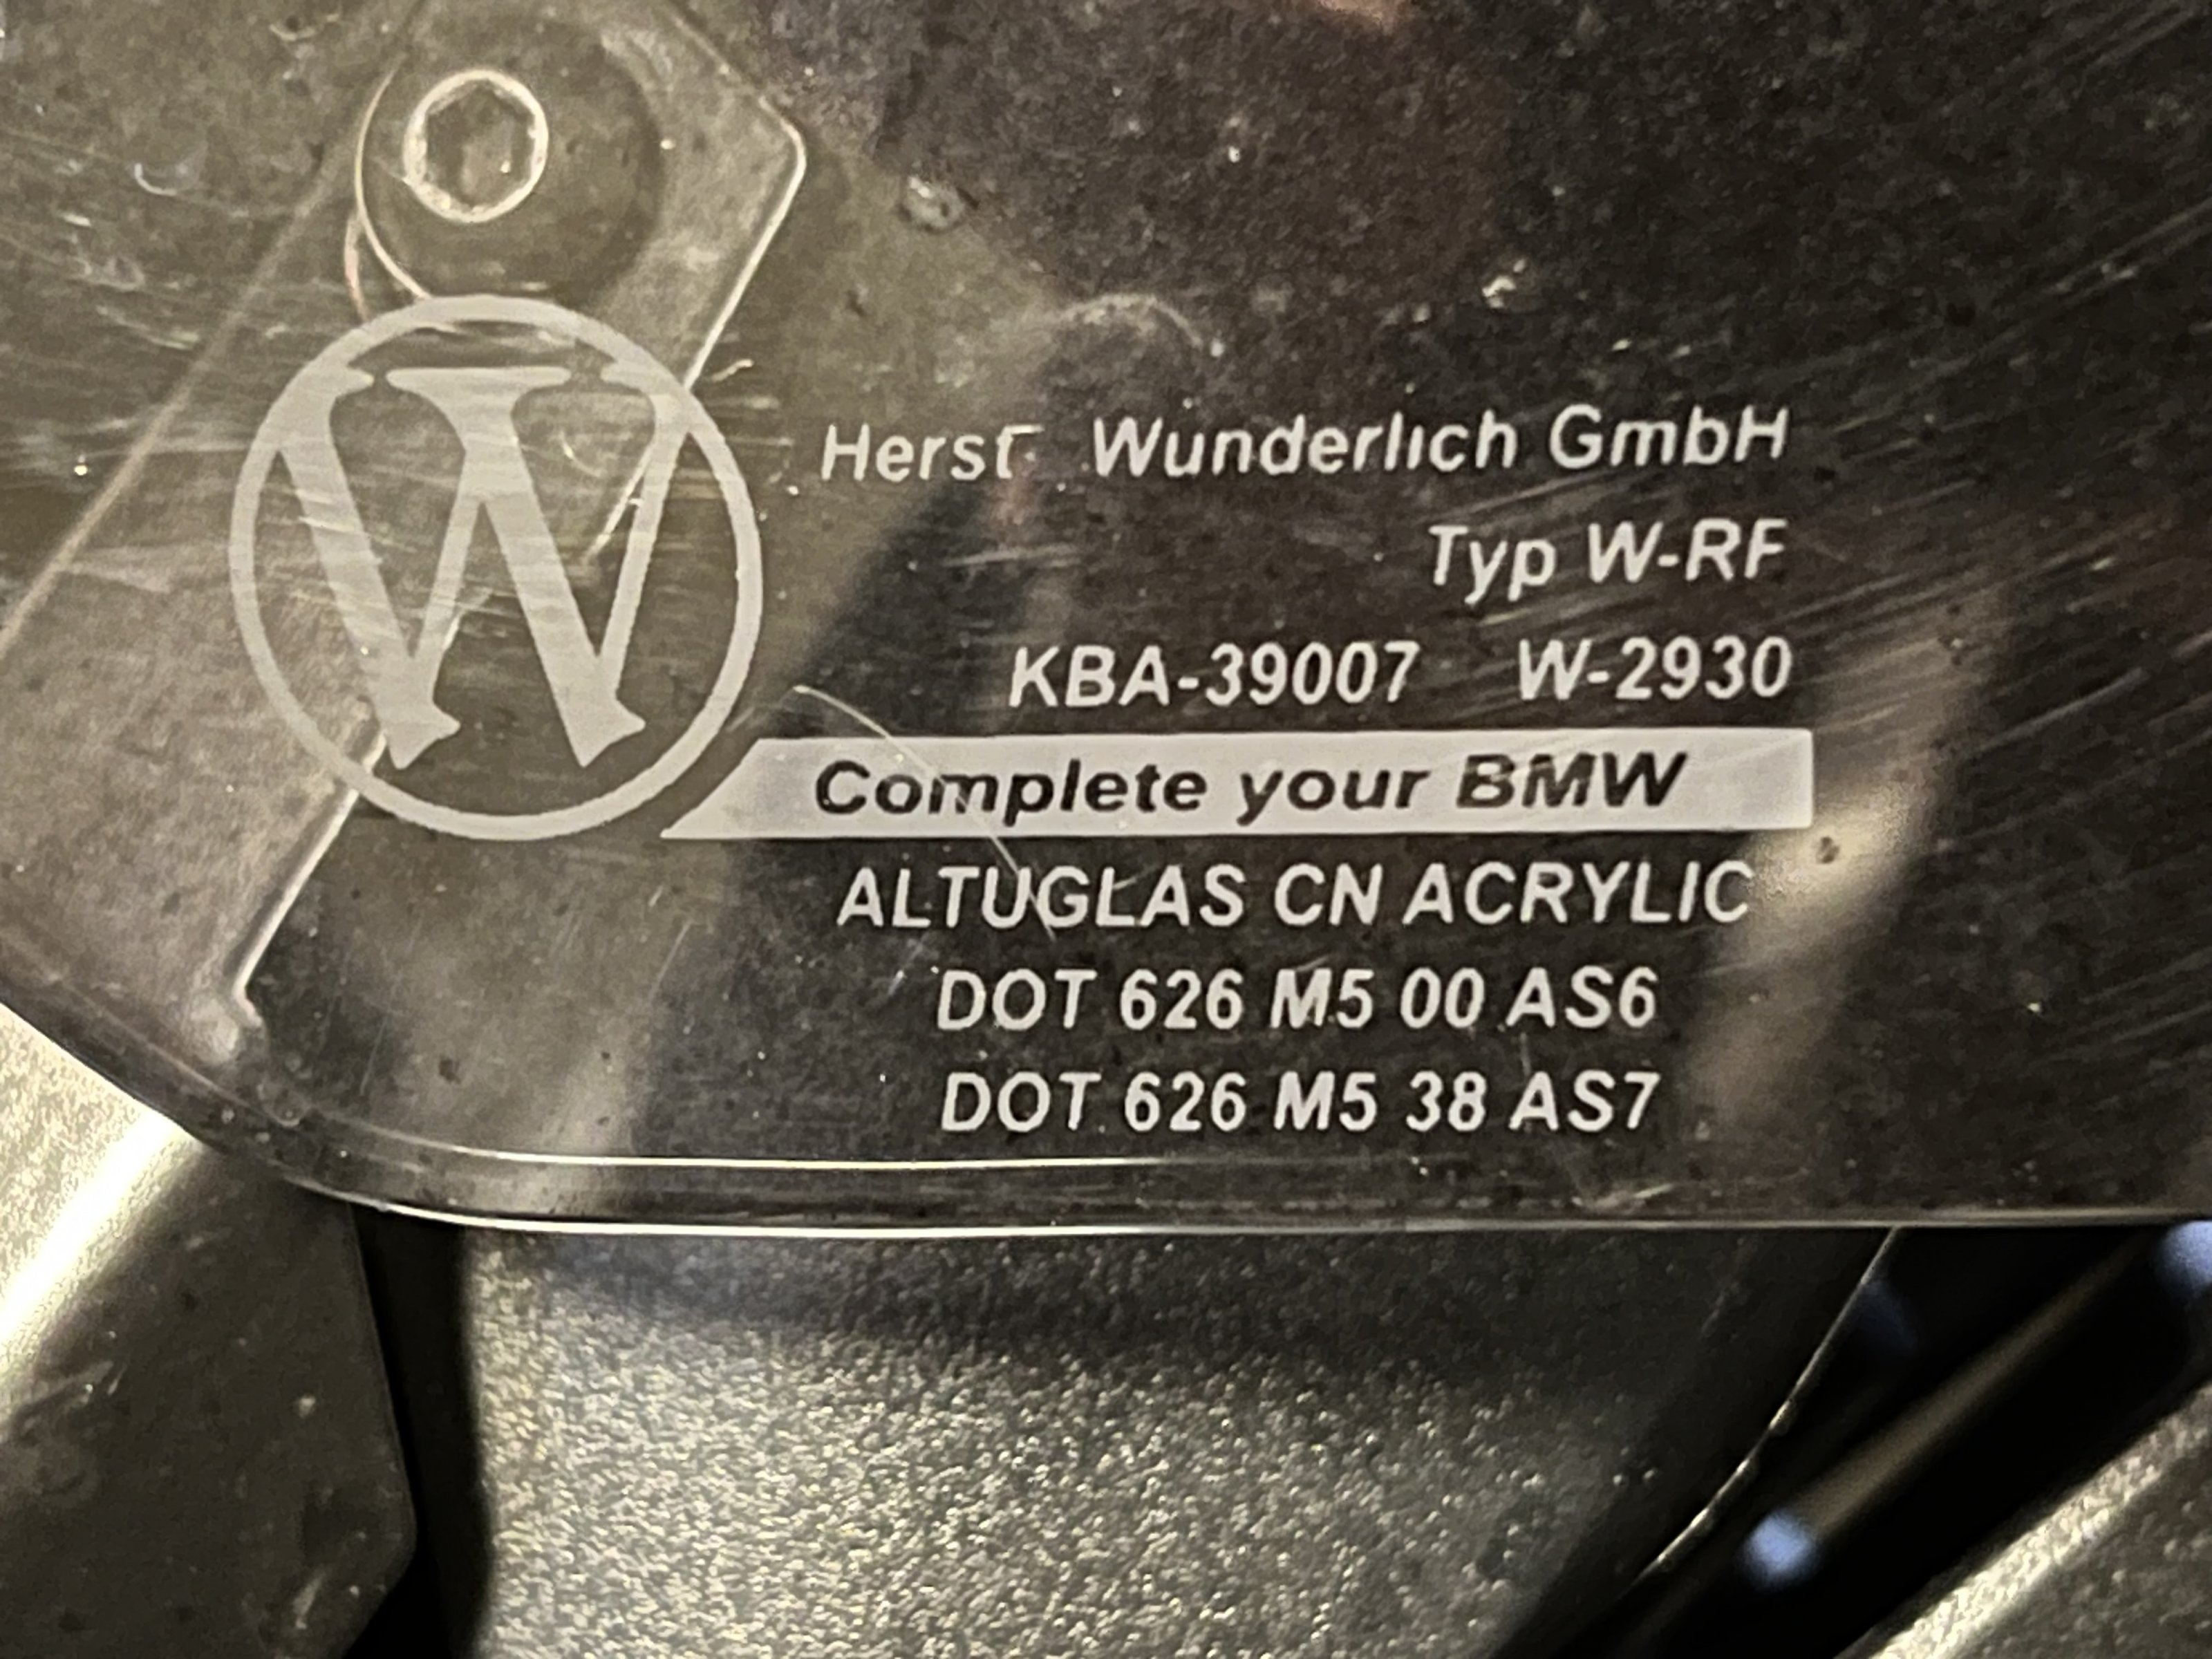 W
Herst. Wunderlich GmbH
Typ W-RF
KBA-39007 W-2930
Complete your BMW
ALTUGLAS CN ACRYLIC
DOT 626 M5 00 AS6
DOT 626 M5 38 AS7